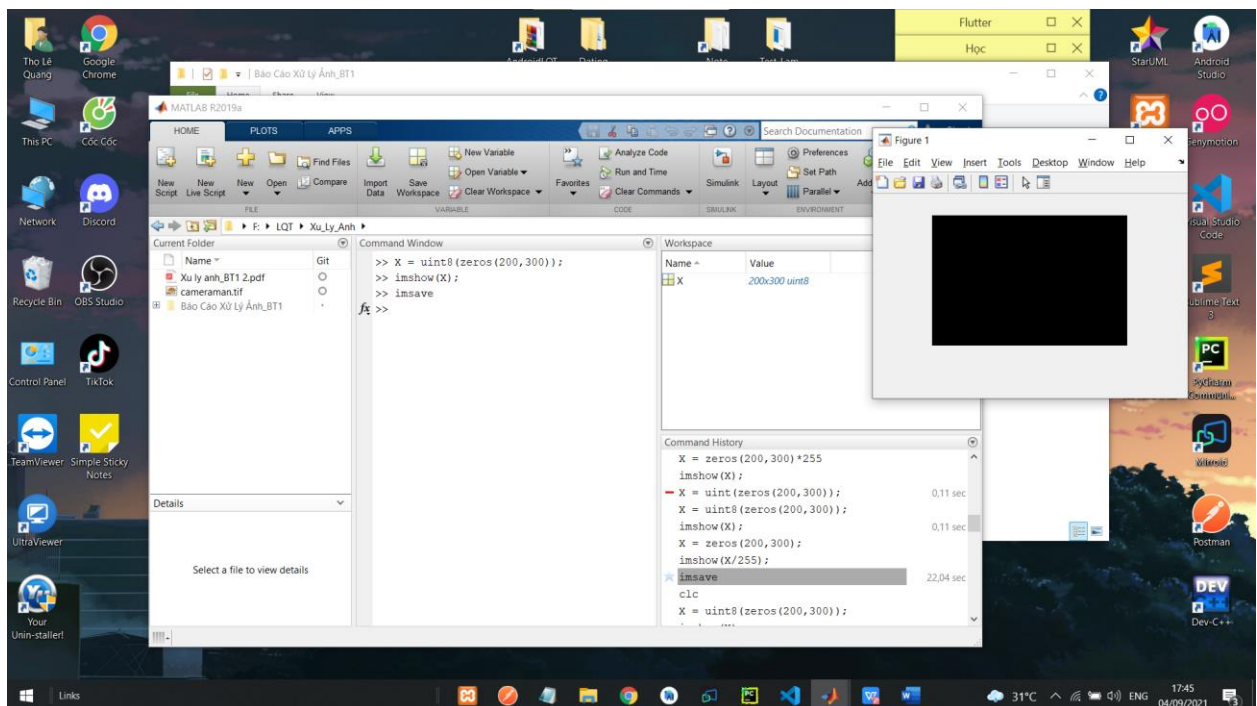 Flutter
Học
Tho Lê
Quang
Google
Chrome
StarUML
Android
Studio
Báo Cáo Xử Lý Ảnh_BT1
MATLAB R2019a
This PC
Cốc Cốc
HOME PLOTS APPS
Search Documentation
Figure 1
File Edit View Insert Tools Desktop Window Help
New
Script
New
Live Script
New
Open
Find Files
Compare
Import
Data
Save
Workspace
New Variable
Open Variable
Clear Workspace
Favorites
Analyze Code
Run and Time
Clear Commands
Simulink
Layout
Preferences
Set Path
Parallel
Add
FILE VARIABLE CODE SIMULINK ENVIRONMENT
Network
Discord
Visual Studio
Code
F: LQT Xu_Ly_Anh
Current Folder
Name Git
Xu ly anh_BT1 2.pdf
cameraman.tif
Báo Cáo Xử Lý Ảnh_BT1
Command Window
>> X = uint8(zeros(200,300));
>> imshow(X);
>> imsave
fx >>
Workspace
Name Value
X 200x300 uint8
Recycle Bin
OBS Studio
Sublime Text
3
Control Panel
TikTok
PC
TeamViewer
Simple Sticky
Notes
Command History
X = zeros(200,300)*255
imshow(X);
X = uint(zeros(200,300)); 0,11 sec
X = uint8(zeros(200,300));
imshow(X); 0,11 sec
X = zeros(200,300);
imshow(X/255);
imsave 22,04 sec
clc
X = uint8(zeros(200,300));
Details
Select a file to view details
UltraViewer
Postman
Your
Unin-staller!
DEV
Dev-C++
Links
31°C ENG
17:45
04/09/2021